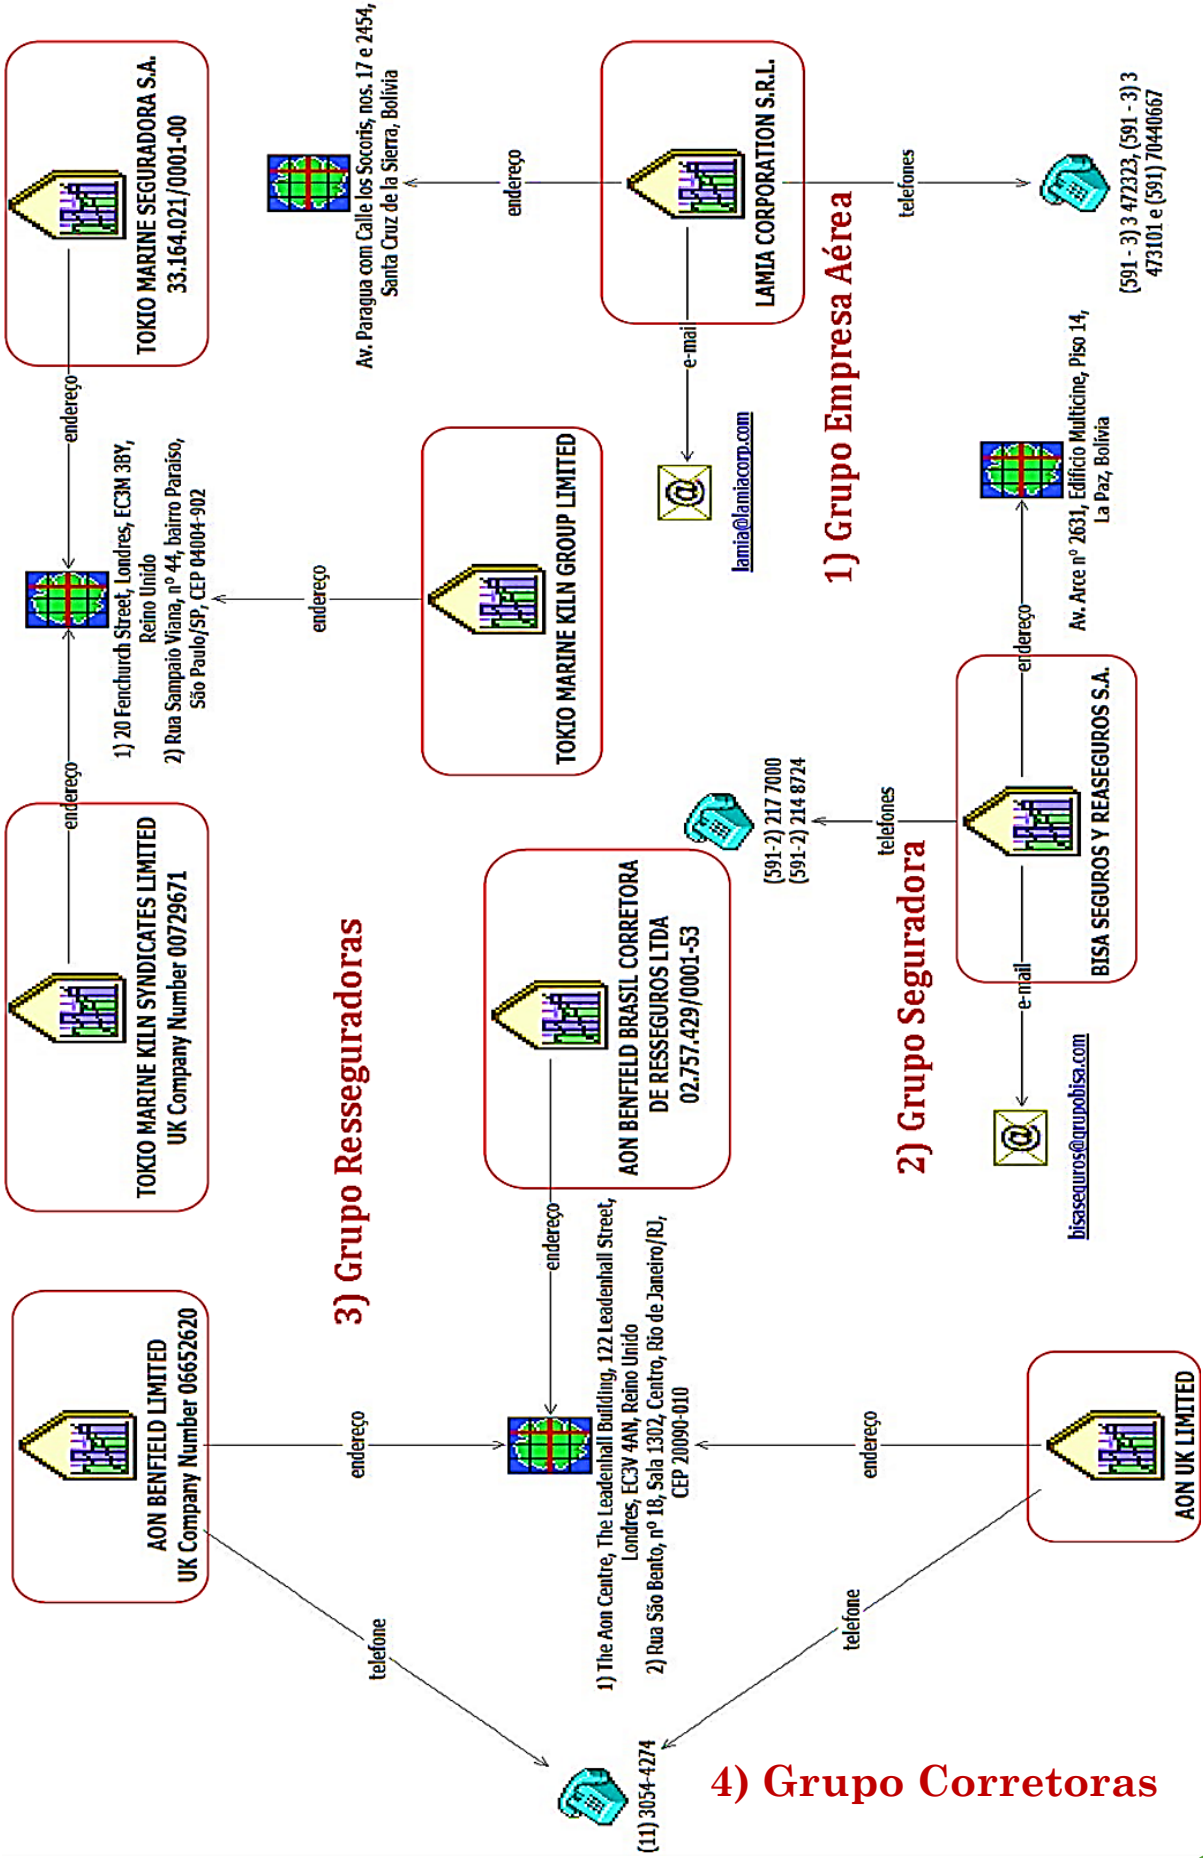 AON BENFIELD LIMITED
UK Company Number 06652620
TOKIO MARINE KILN SYNDICATES LIMITED
UK Company Number 00729671
endereço
1) 20 Fenchurch Street, Londres, EC3M 3BY,
Reino Unido
2) Rua Sampaio Viana, nº 44, bairro Paraiso,
São Paulo/SP, CEP 04004-902
endereço
TOKIO MARINE SEGURADORA S.A.
33.164.021/0001-00
telefone
endereço
3) Grupo Resseguradoras
endereço
Av. Paragua com Calle los Socoris, nos. 17 e 2454,
Santa Cruz de la Sierra, Bolívia
endereço
TOKIO MARINE KILN GROUP LIMITED
endereço
1) The Aon Centre, The Leadenhall Building, 122 Leadenhall Street,
Londres, EC3V 4AN, Reino Unido
2) Rua São Bento, nº 18, Sala 1302, Centro, Rio de Janeiro/RJ,
CEP 20090-010
endereço
AON BENFIELD BRASIL CORRETORA
DE RESSEGUROS LTDA
02.757.429/0001-53
(11) 3054-4274
lamia@lamiacorp.com
e-mail
LAMIA CORPORATION S.R.L.
(591-2) 217 7000
(591-2) 214 8724
1) Grupo Empresa Aérea
telefone
endereço
telefones
telefones
2) Grupo Seguradora
(591 - 3) 3 472323, (591 - 3) 3
473101 e (591) 70440667
4) Grupo Corretoras
AON UK LIMITED
bisaseguros@grupobisa.com
e-mail
BISA SEGUROS Y REASEGUROS S.A.
endereço
Av. Arce nº 2631, Edificio Multicine, Piso 14,
La Paz, Bolívia